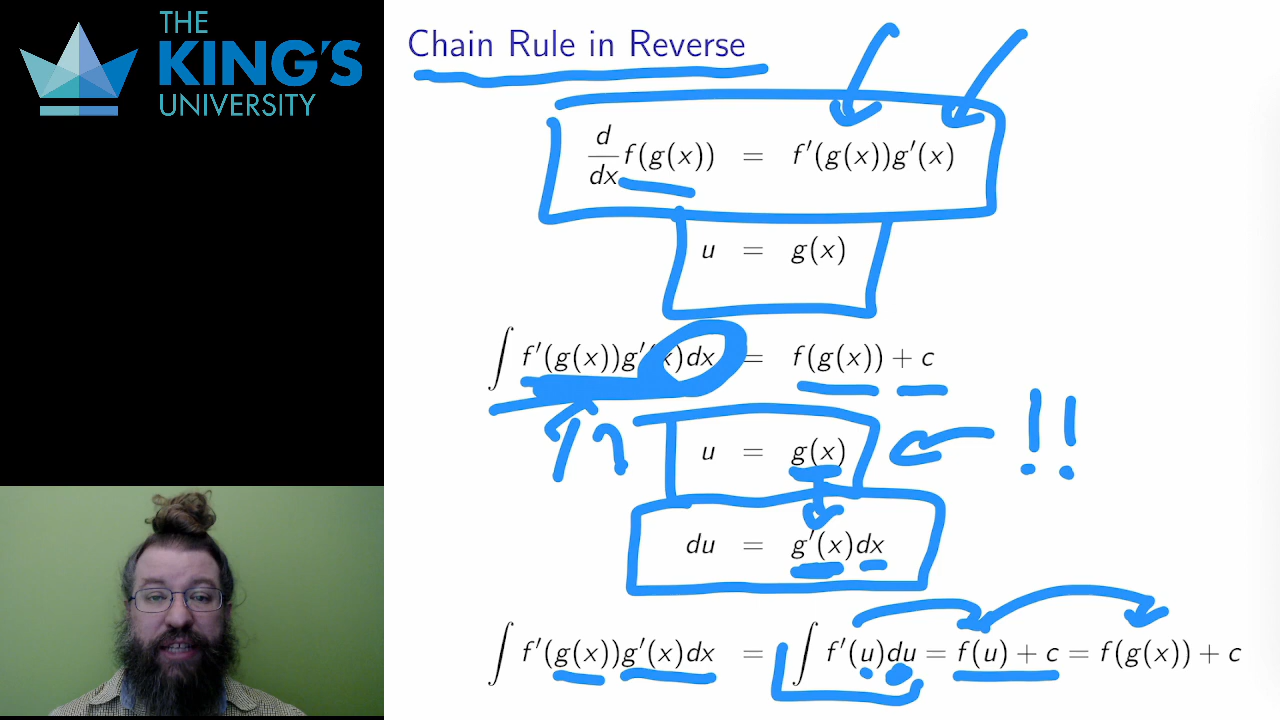 THE
KING'S
UNIVERSITY
Chain Rule in Reverse
d/dx f(g(x)) = f′(g(x))g′(x)
u = g(x)
∫ f′(g(x))g′(x)dx = f(g(x)) + c
u = g(x)
!!
du = g′(x)dx
∫ f′(g(x))g′(x)dx = ∫ f′(u)du = f(u) + c = f(g(x)) + c